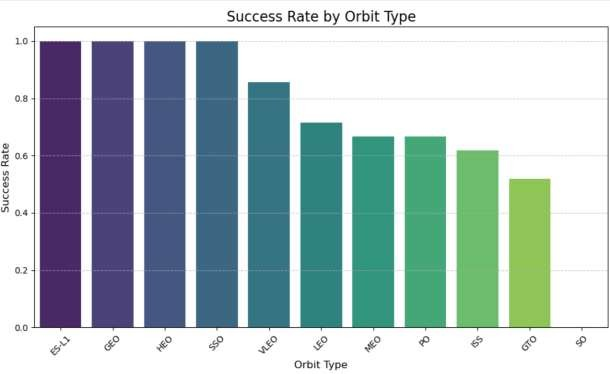 Success Rate by Orbit Type
Success Rate
1.0
0.8
0.6
0.4
0.2
0.0
ES-L1
GEO
HEO
SSO
VLEO
LEO
MEO
PO
ISS
GTO
SO
Orbit Type